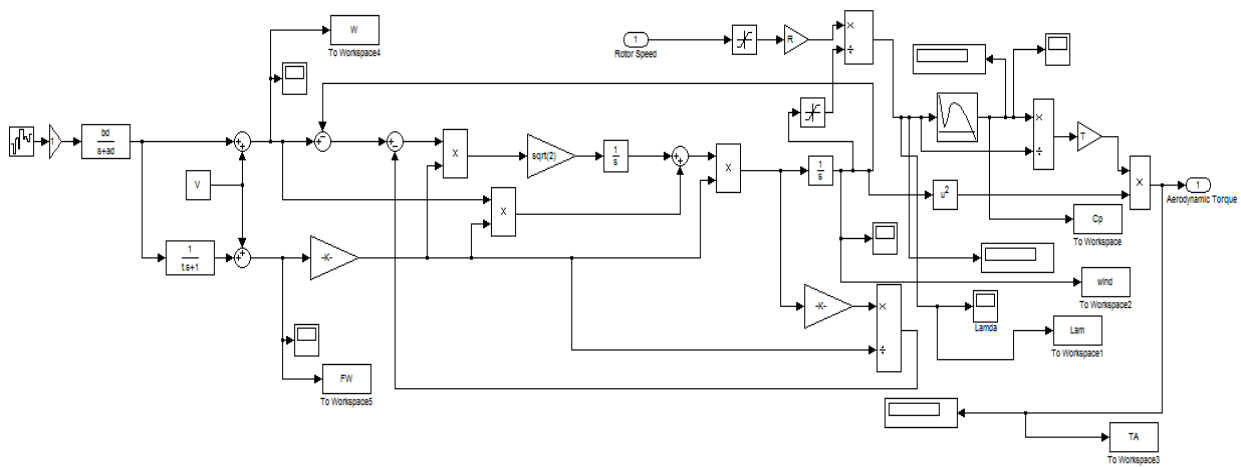 W
To Workspace4
1
Rotor Speed
R
×
÷
1
bd
s+ad
V
1
t.s+1
-K-
X
X
sqrt(2)
1
s
X
1
s
×
÷
T
X
u²
1
Aerodynamic Torque
Cp
To Workspace
wind
To Workspace2
Lamda
Lam
To Workspace1
-K-
×
÷
FW
To Workspace5
TA
To Workspace3